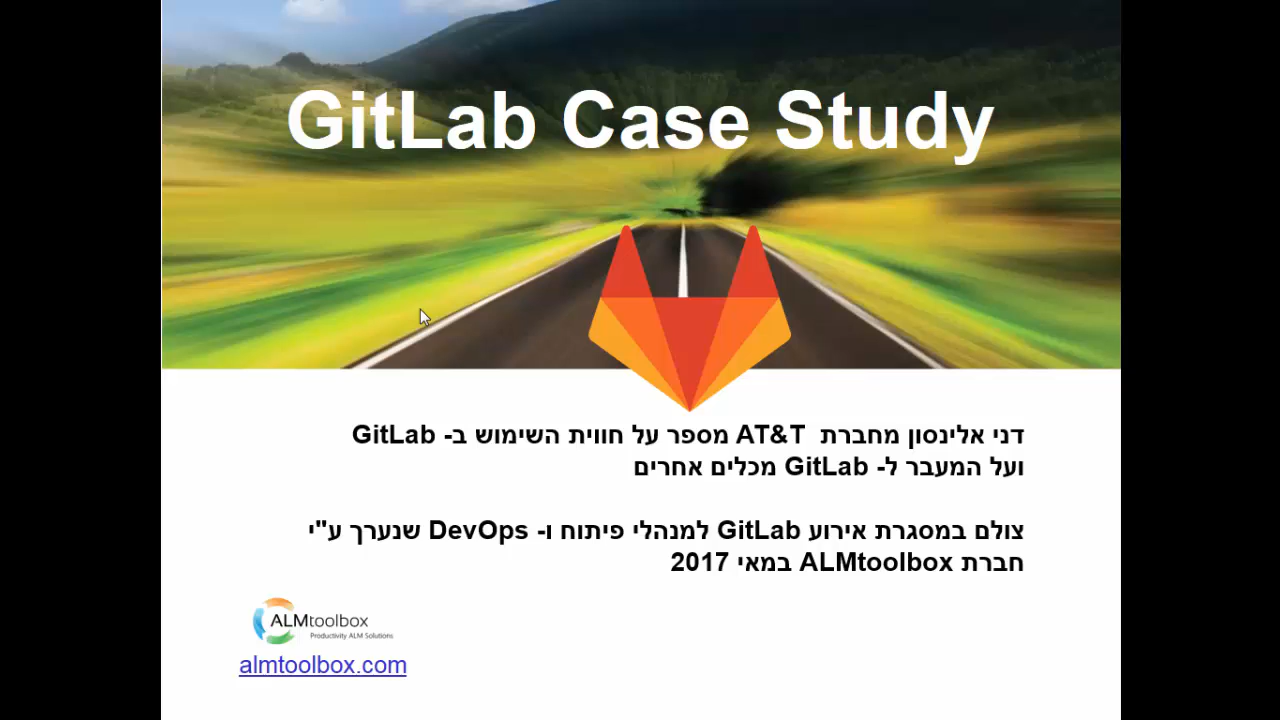 GitLab Case Study
דני אלינסון מחברת AT&T מספר על חווית השימוש ב- GitLab
ועל המעבר ל- GitLab מכלים אחרים
צולם במסגרת אירוע GitLab למנהלי פיתוח ו- DevOps שנערך ע"י
חברת ALMtoolbox במאי 2017
ALMtoolbox
Productivity ALM Solutions
almtoolbox.com